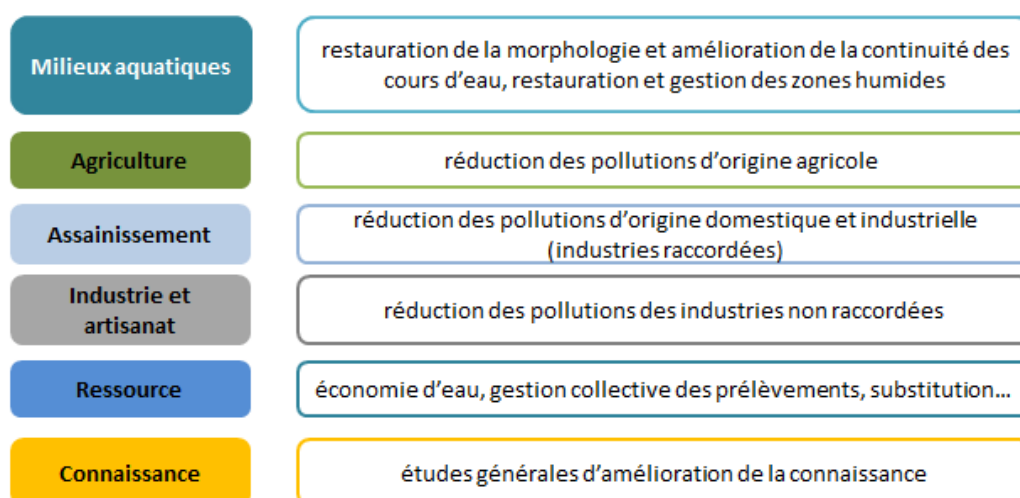 Milieux aquatiques
restauration de la morphologie et amélioration de la continuité des
cours d'eau, restauration et gestion des zones humides
Agriculture
réduction des pollutions d'origine agricole
Assainissement
réduction des pollutions d'origine domestique et industrielle
(industries raccordées)
Industrie et
artisanat
réduction des pollutions des industries non raccordées
Ressource
économie d'eau, gestion collective des prélèvements, substitution...
Connaissance
études générales d'amélioration de la connaissance